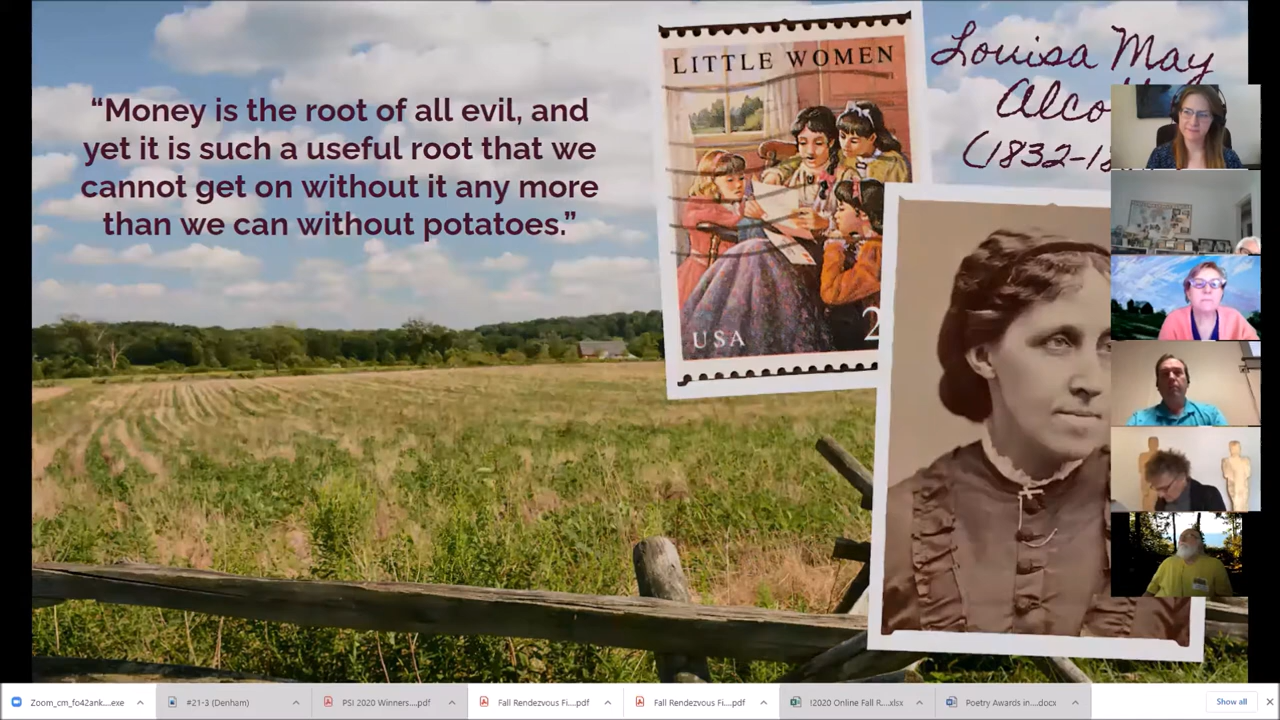 “Money is the root of all evil, and
yet it is such a useful root that we
cannot get on without it any more
than we can without potatoes.”
LITTLE WOMEN
USA
2
Louisa May
Alco
(1832-18
Zoom_cm_fo42ank....exe
#21-3 (Denham)
PSI 2020 Winners....pdf
Fall Rendezvous Fi....pdf
Fall Rendezvous Fi....pdf
!2020 Online Fall R....xlsx
Poetry Awards in....docx
Show all